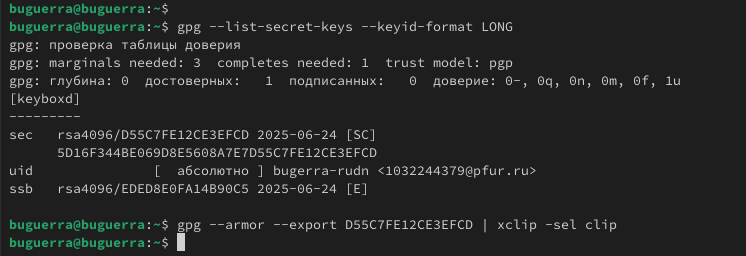 buguerra@buguerra:~$
buguerra@buguerra:~$ gpg --list-secret-keys --keyid-format LONG
gpg: проверка таблицы доверия
gpg: marginals needed: 3  completes needed: 1  trust model: pgp
gpg: глубина: 0  достоверных:   1  подписанных:   0  доверие: 0-, 0q, 0n, 0m, 0f, 1u
[keyboxd]
---------
sec   rsa4096/D55C7FE12CE3EFCD 2025-06-24 [SC]
      5D16F344BE069D8E5608A7E7D55C7FE12CE3EFCD
uid               [  абсолютно ] bugerra-rudn <1032244379@pfur.ru>
ssb   rsa4096/EDED8E0FA14B90C5 2025-06-24 [E]
buguerra@buguerra:~$ gpg --armor --export D55C7FE12CE3EFCD | xclip -sel clip
buguerra@buguerra:~$